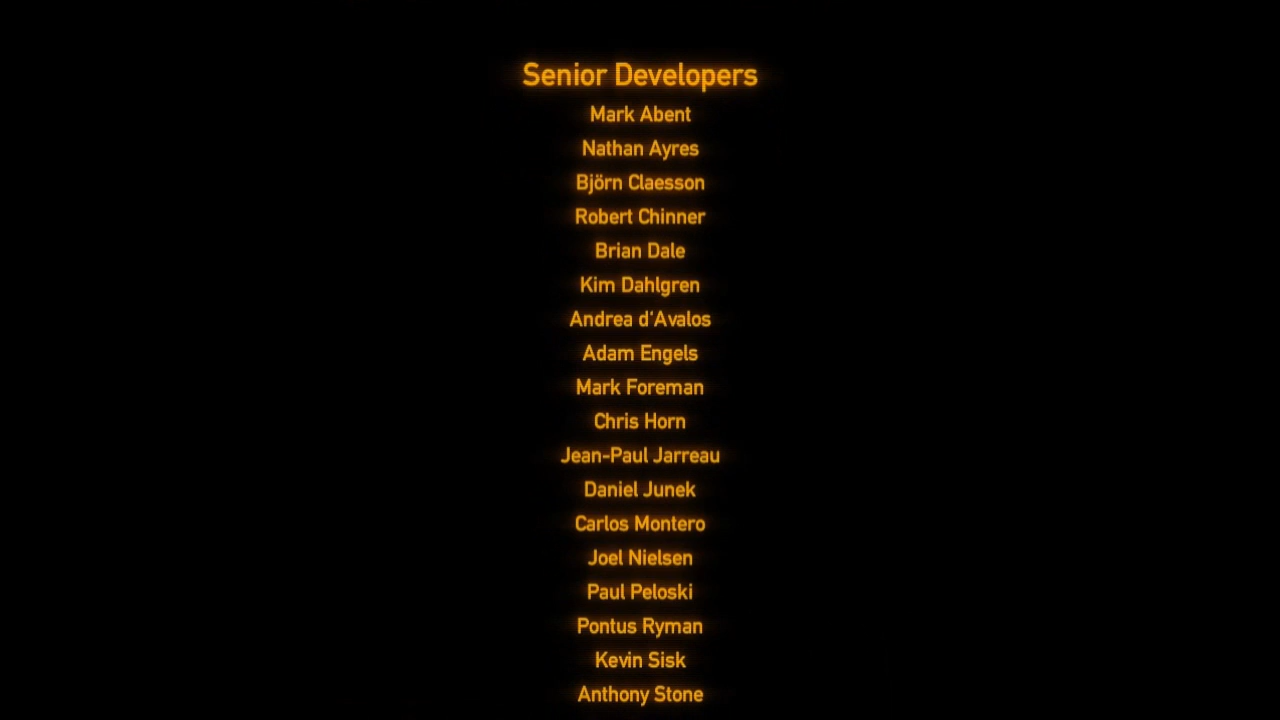 Senior Developers
Mark Abent
Nathan Ayres
Björn Claesson
Robert Chinner
Brian Dale
Kim Dahlgren
Andrea d'Avalos
Adam Engels
Mark Foreman
Chris Horn
Jean-Paul Jarreau
Daniel Junek
Carlos Montero
Joel Nielsen
Paul Peloski
Pontus Ryman
Kevin Sisk
Anthony Stone